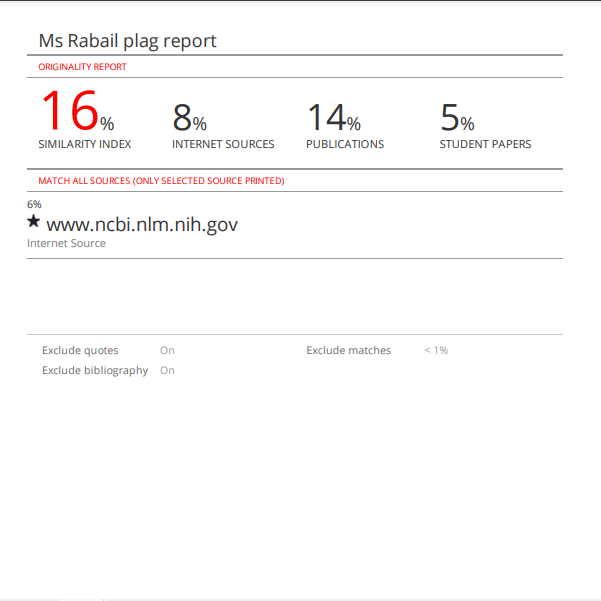 Ms Rabail plag report
ORIGINALITY REPORT
16% 8% 14% 5%
SIMILARITY INDEX INTERNET SOURCES PUBLICATIONS STUDENT PAPERS
MATCH ALL SOURCES (ONLY SELECTED SOURCE PRINTED)
6%
www.ncbi.nlm.nih.gov
Internet Source
Exclude quotes On Exclude matches < 1%
Exclude bibliography On